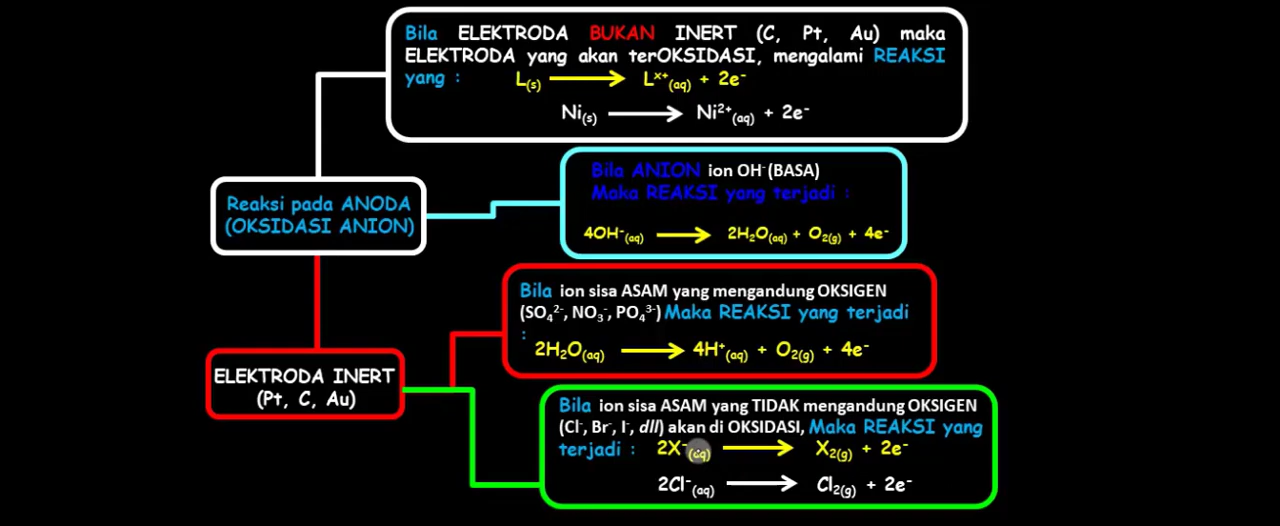 Bila ELEKTRODA BUKAN INERT (C, Pt, Au) maka
ELEKTRODA yang akan terOKSIDASI, mengalami REAKSI
yang : L(s) ⟶ Lˣ⁺(aq) + 2e⁻
Ni(s) ⟶ Ni²⁺(aq) + 2e⁻
Reaksi pada ANODA
(OKSIDASI ANION)
Bila ANION ion OH⁻(BASA)
Maka REAKSI yang terjadi :
4OH⁻(aq) ⟶ 2H₂O(aq) + O₂(g) + 4e⁻
ELEKTRODA INERT
(Pt, C, Au)
Bila ion sisa ASAM yang mengandung OKSIGEN
(SO₄²⁻, NO₃⁻, PO₄³⁻) Maka REAKSI yang terjadi
:
2H₂O(aq) ⟶ 4H⁺(aq) + O₂(g) + 4e⁻
Bila ion sisa ASAM yang TIDAK mengandung OKSIGEN
(Cl⁻, Br⁻, I⁻, dll) akan di OKSIDASI, Maka REAKSI yang
terjadi : 2X⁻(aq) ⟶ X₂(g) + 2e⁻
2Cl⁻(aq) ⟶ Cl₂(g) + 2e⁻